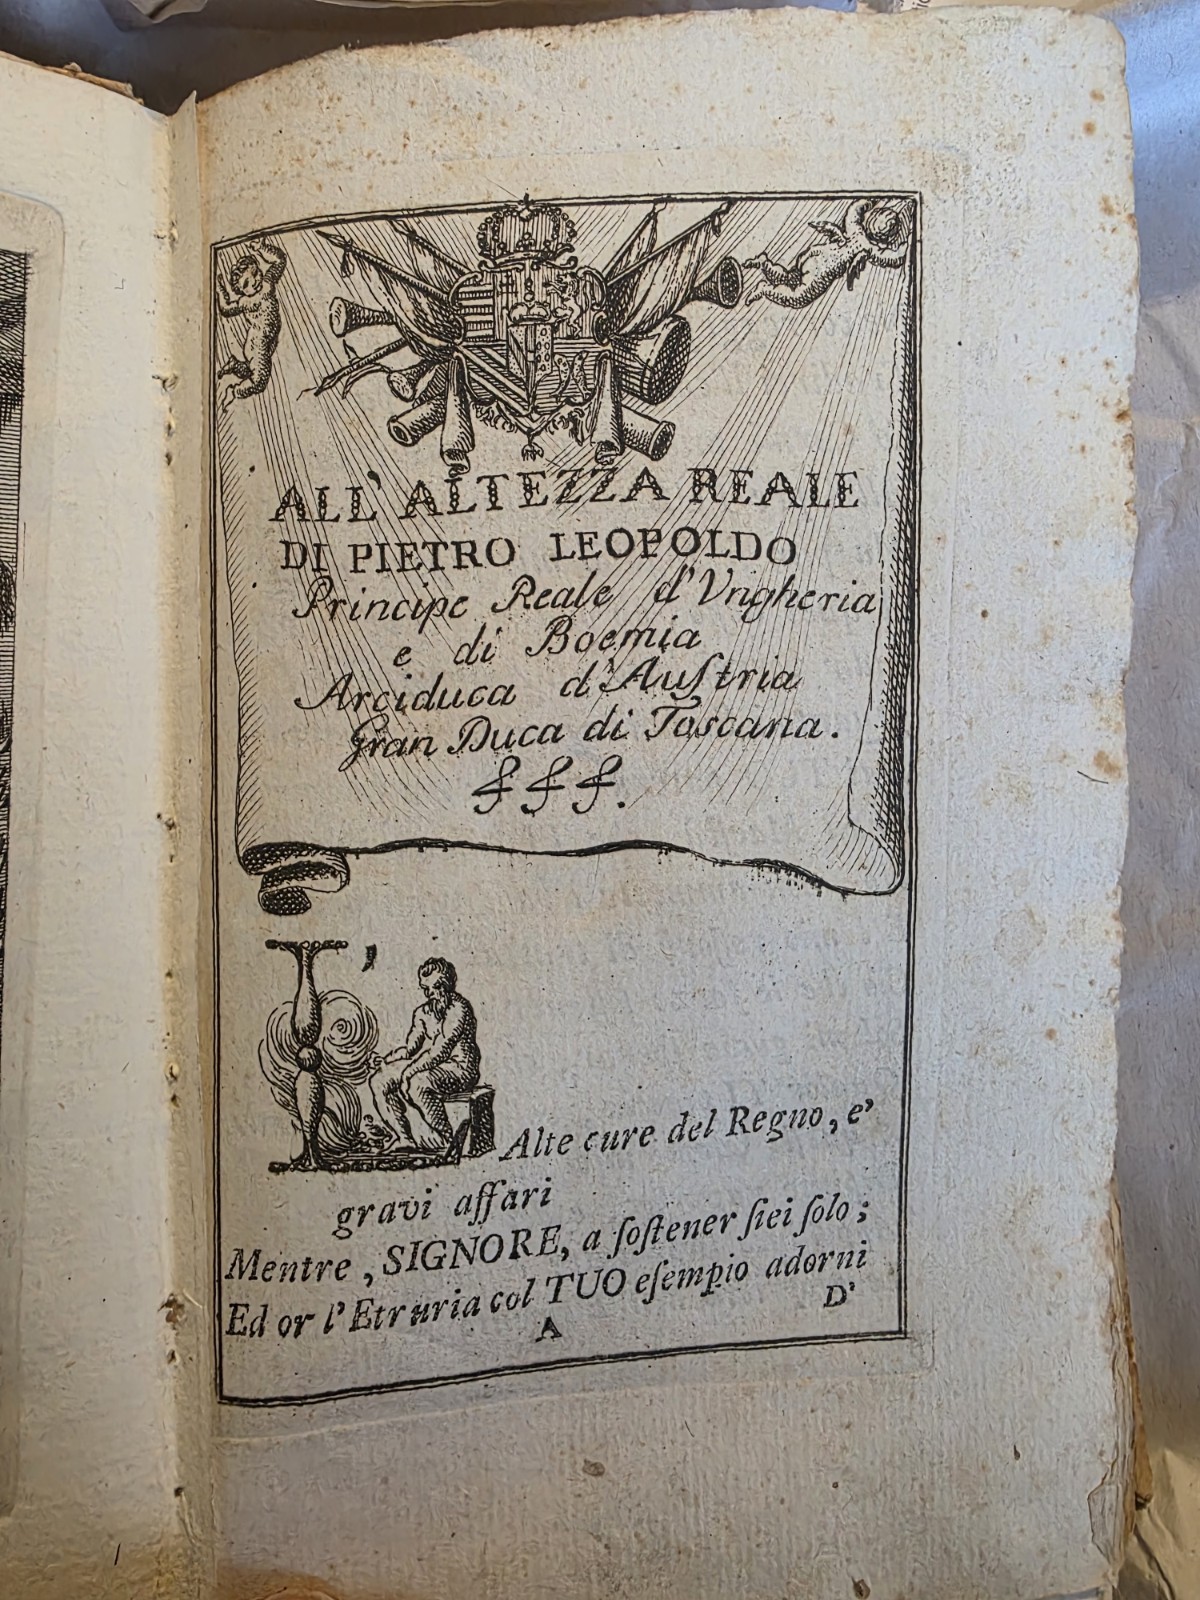 ALL' ALTEZZA REALE
DI PIETRO LEOPOLDO
Principe Reale d'Vngheria
e di Boemia
Arciduca d'Auſtria
Gran Duca di Toscana.
&&&.
L' Alte cure del Regno, e'
gravi affari
Mentre, SIGNORE, a ſoſtener ſiei ſolo;
Ed or l'Etruria col TUO eſempio adorni
A D'